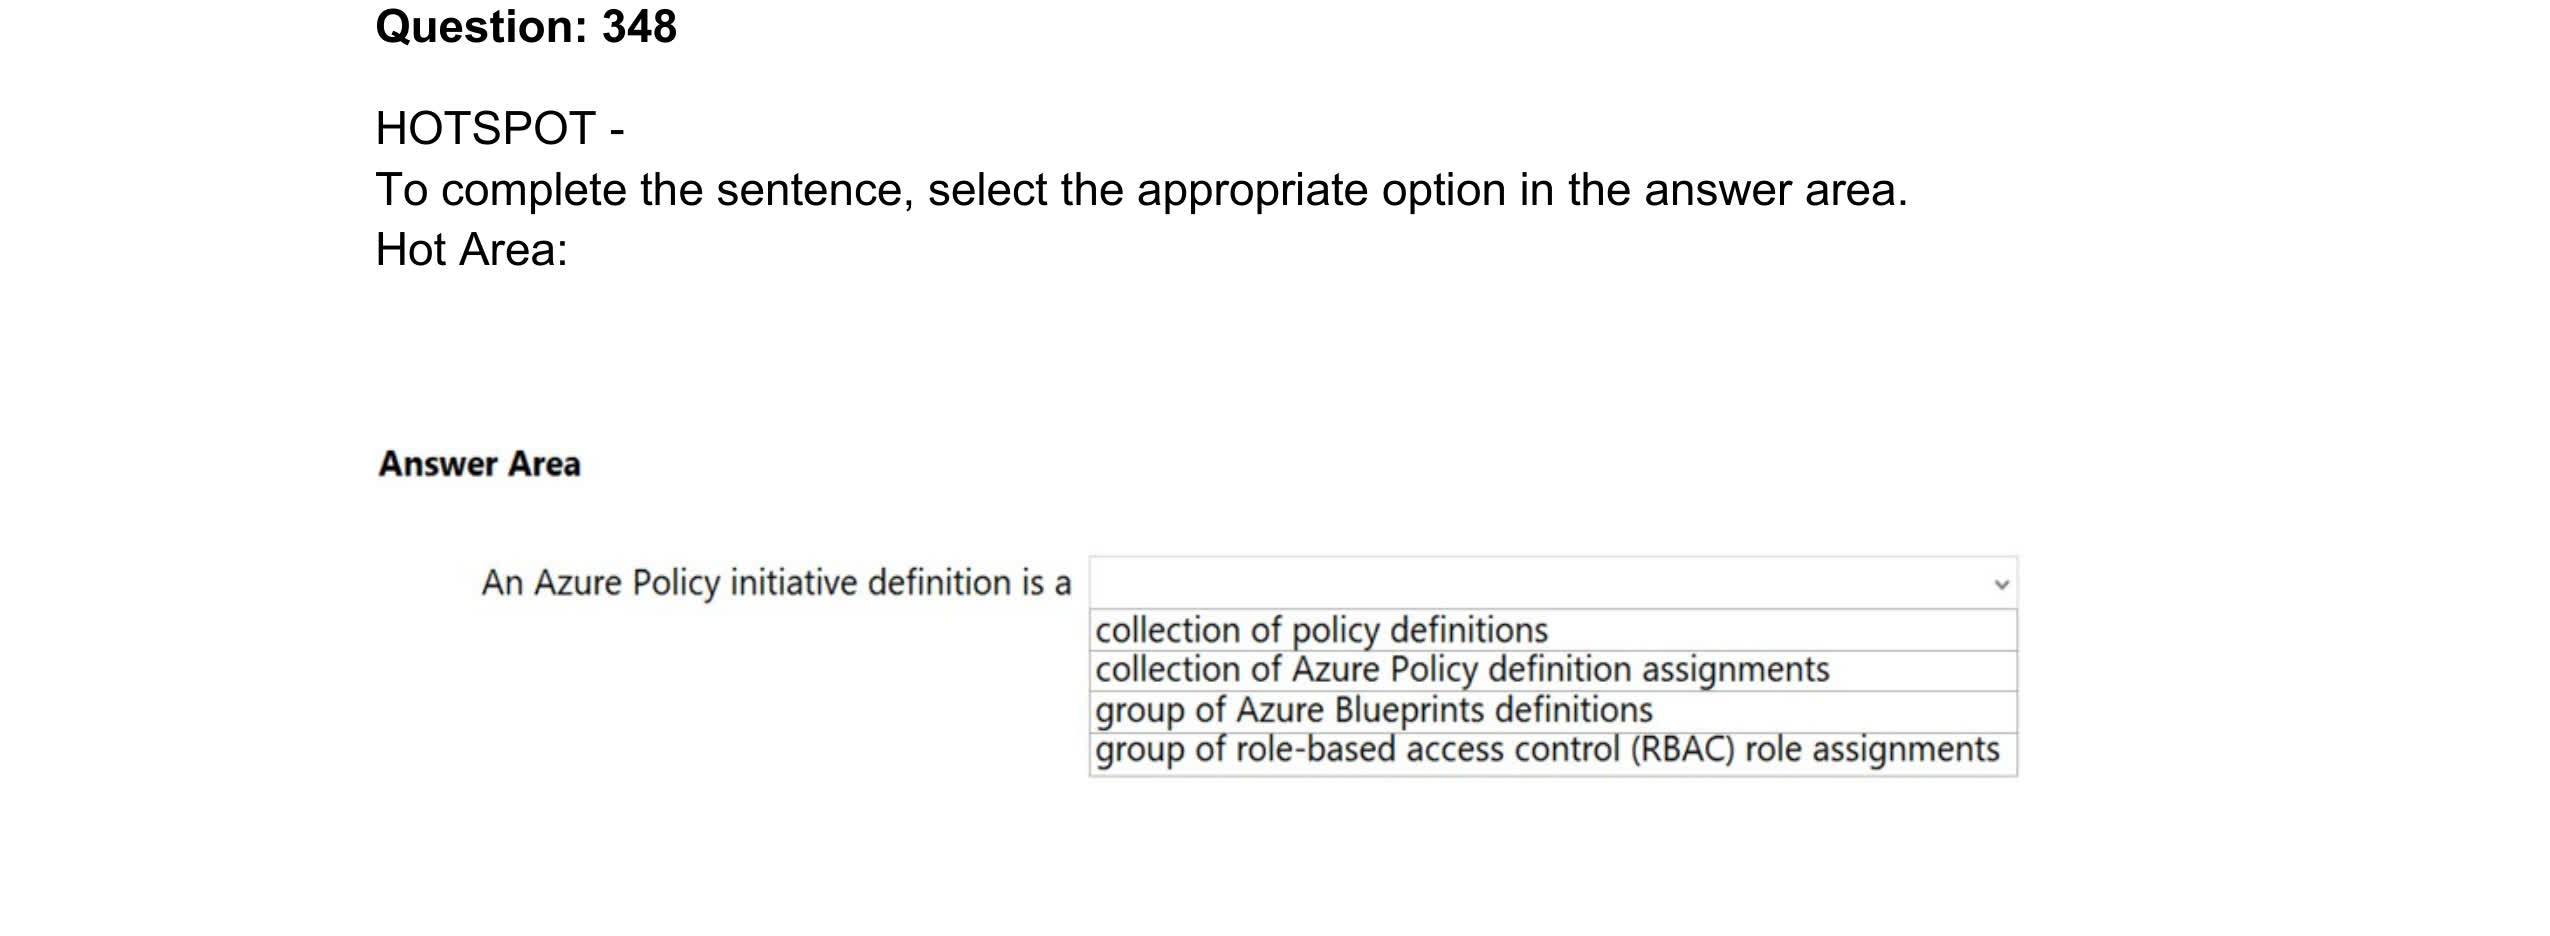 Question: 348
HOTSPOT -
To complete the sentence, select the appropriate option in the answer area.
Hot Area:
Answer Area
An Azure Policy initiative definition is a
collection of policy definitions
collection of Azure Policy definition assignments
group of Azure Blueprints definitions
group of role-based access control (RBAC) role assignments